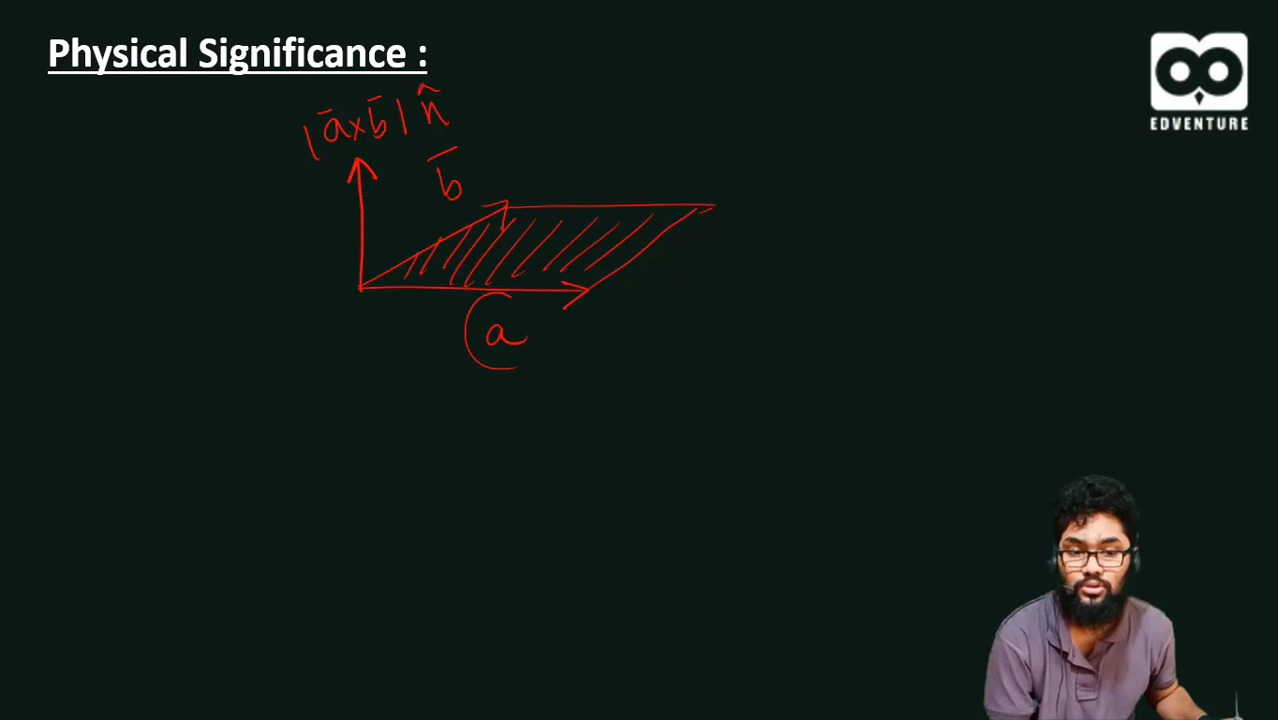 Physical Significance :
|a̅×b̅| n̂
b̅
a
EDVENTURE